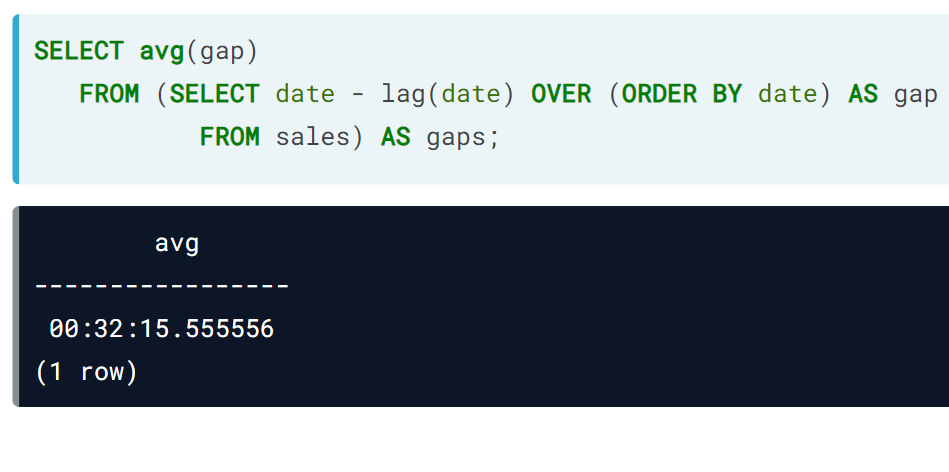 SELECT avg(gap)
   FROM (SELECT date - lag(date) OVER (ORDER BY date) AS gap
           FROM sales) AS gaps;
        avg
-----------------
 00:32:15.555556
(1 row)